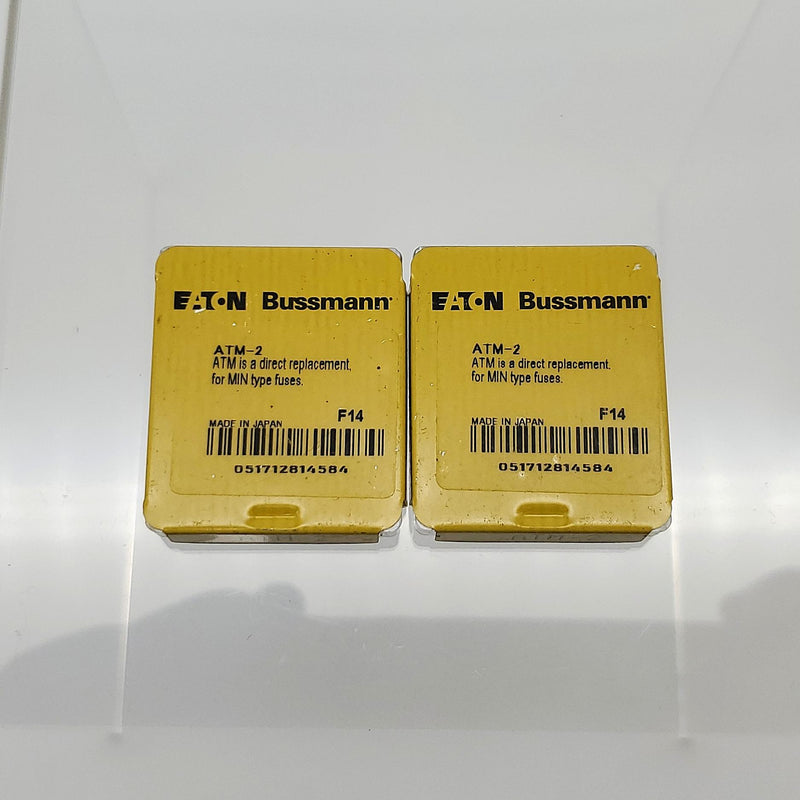 EATON Bussmann
ATM-2
ATM is a direct replacement.
for MIN type fuses.
F14
MADE IN JAPAN
051712814584
EATON Bussmann
ATM-2
ATM is a direct replacement.
for MIN type fuses.
F14
MADE IN JAPAN
051712814584